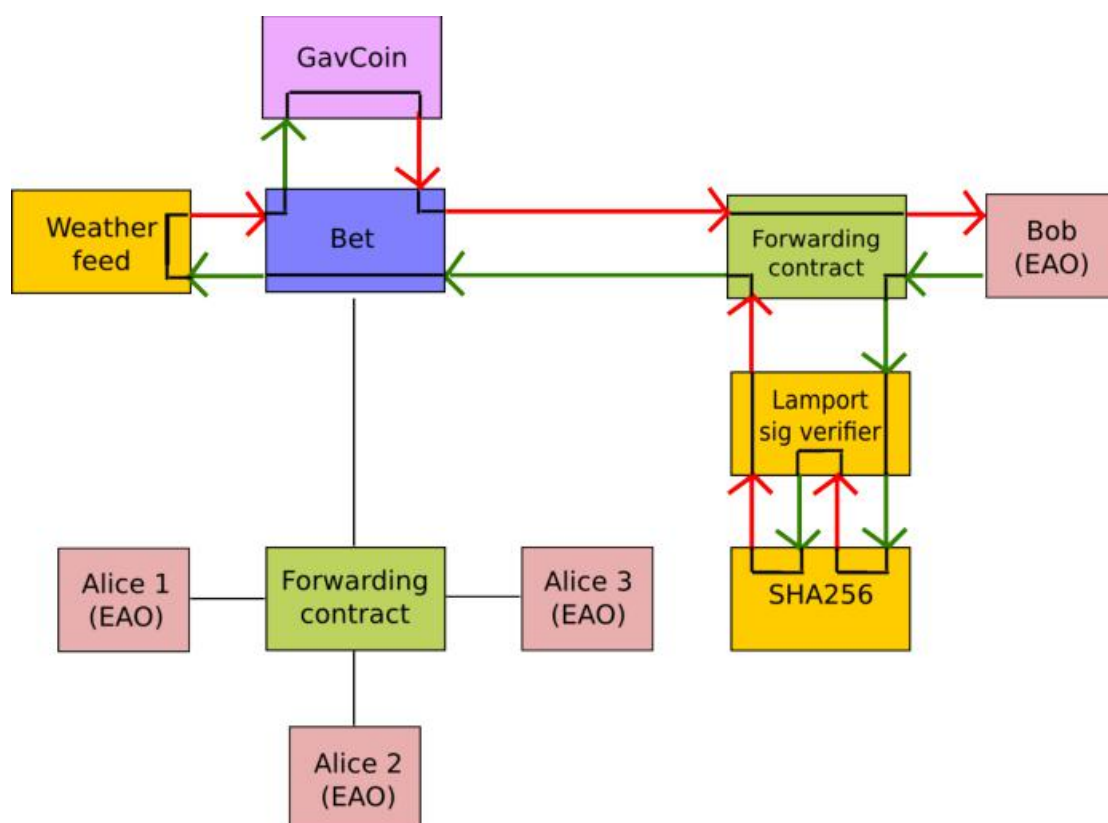 GavCoin
Weather
feed
Bet
Forwarding
contract
Bob
(EAO)
Lamport
sig verifier
SHA256
Alice 1
(EAO)
Forwarding
contract
Alice 3
(EAO)
Alice 2
(EAO)